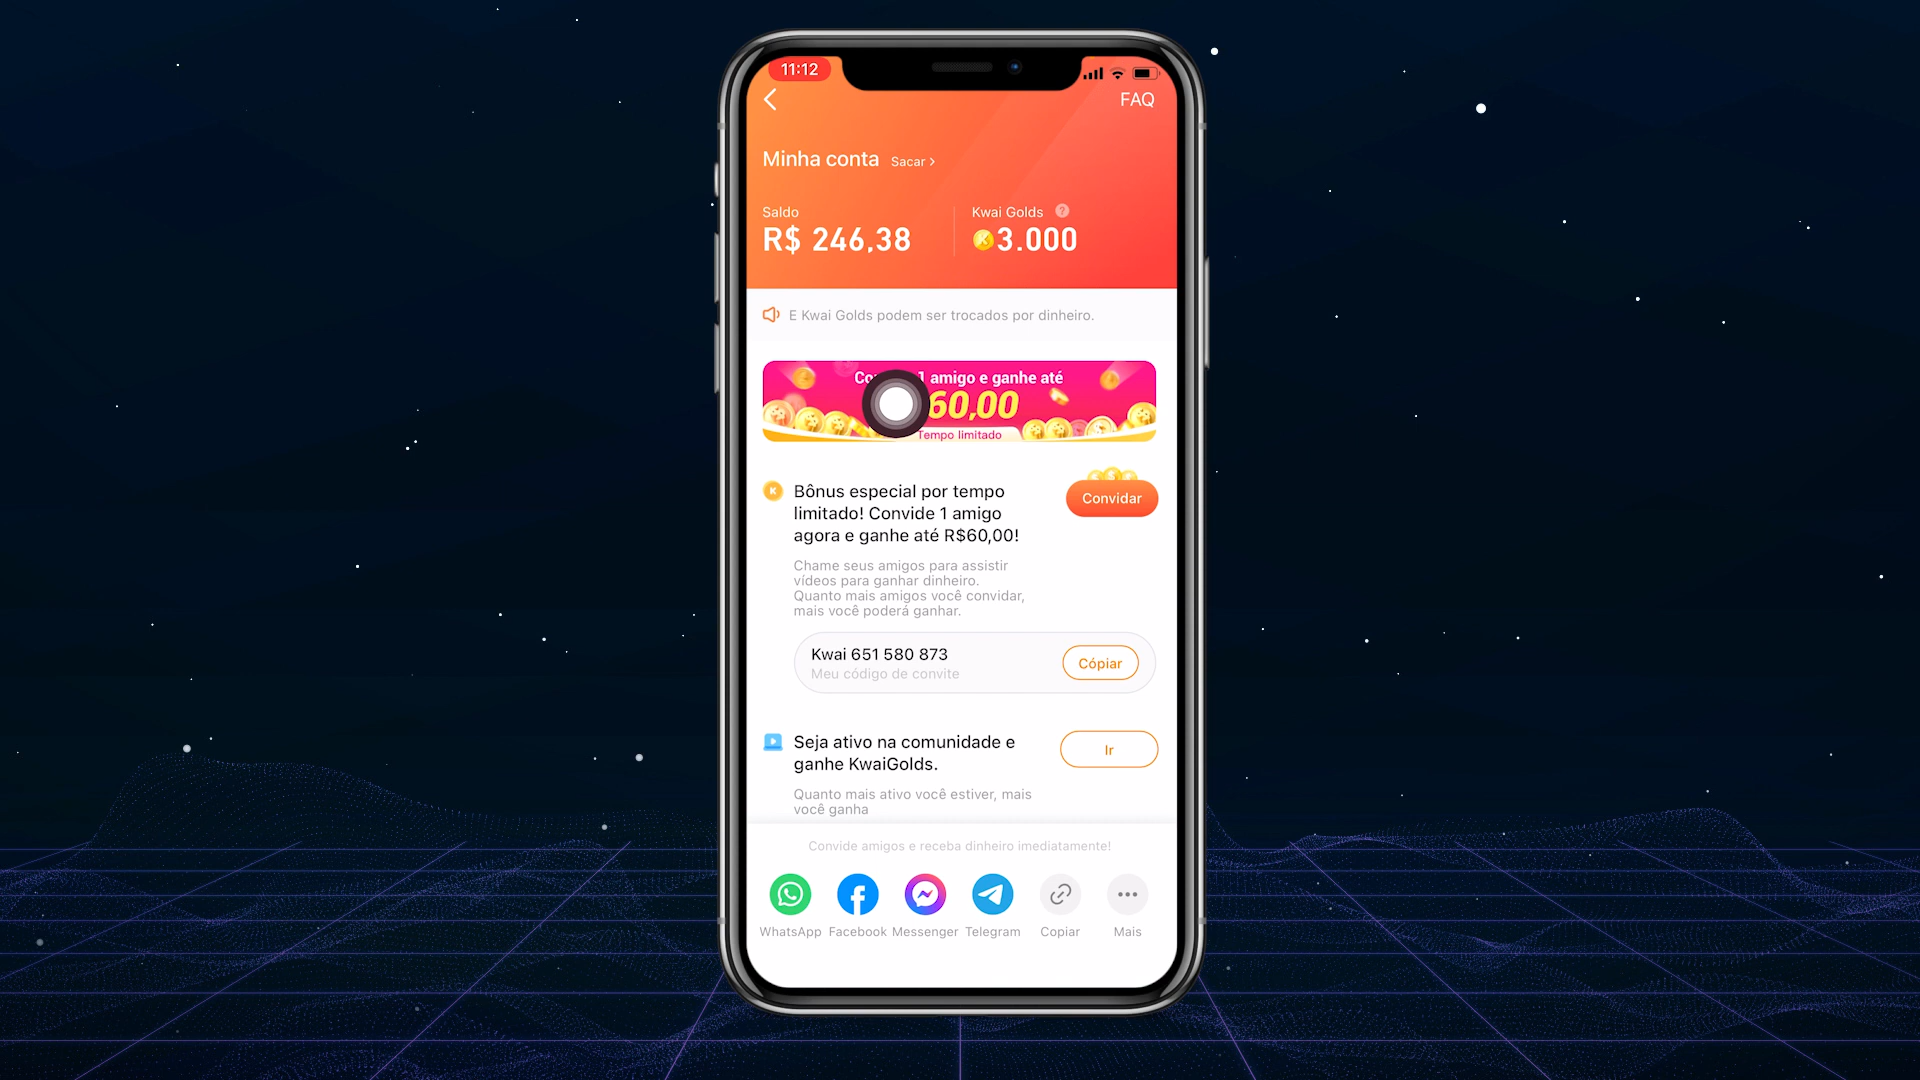 11:12
FAQ
Minha conta Sacar >
Saldo
R$ 246,38
Kwai Golds ?
3.000
E Kwai Golds podem ser trocados por dinheiro.
1 amigo e ganhe até
60,00
Tempo limitado
Bônus especial por tempo
limitado! Convide 1 amigo
agora e ganhe até R$60,00!
Convidar
Chame seus amigos para assistir
vídeos para ganhar dinheiro.
Quanto mais amigos você convidar,
mais você poderá ganhar.
Kwai 651 580 873
Meu código de convite
Cópiar
Seja ativo na comunidade e
ganhe KwaiGolds.
Ir
Quanto mais ativo você estiver, mais
você ganha
Convide amigos e receba dinheiro imediatamente!
WhatsApp Facebook Messenger Telegram Copiar Mais